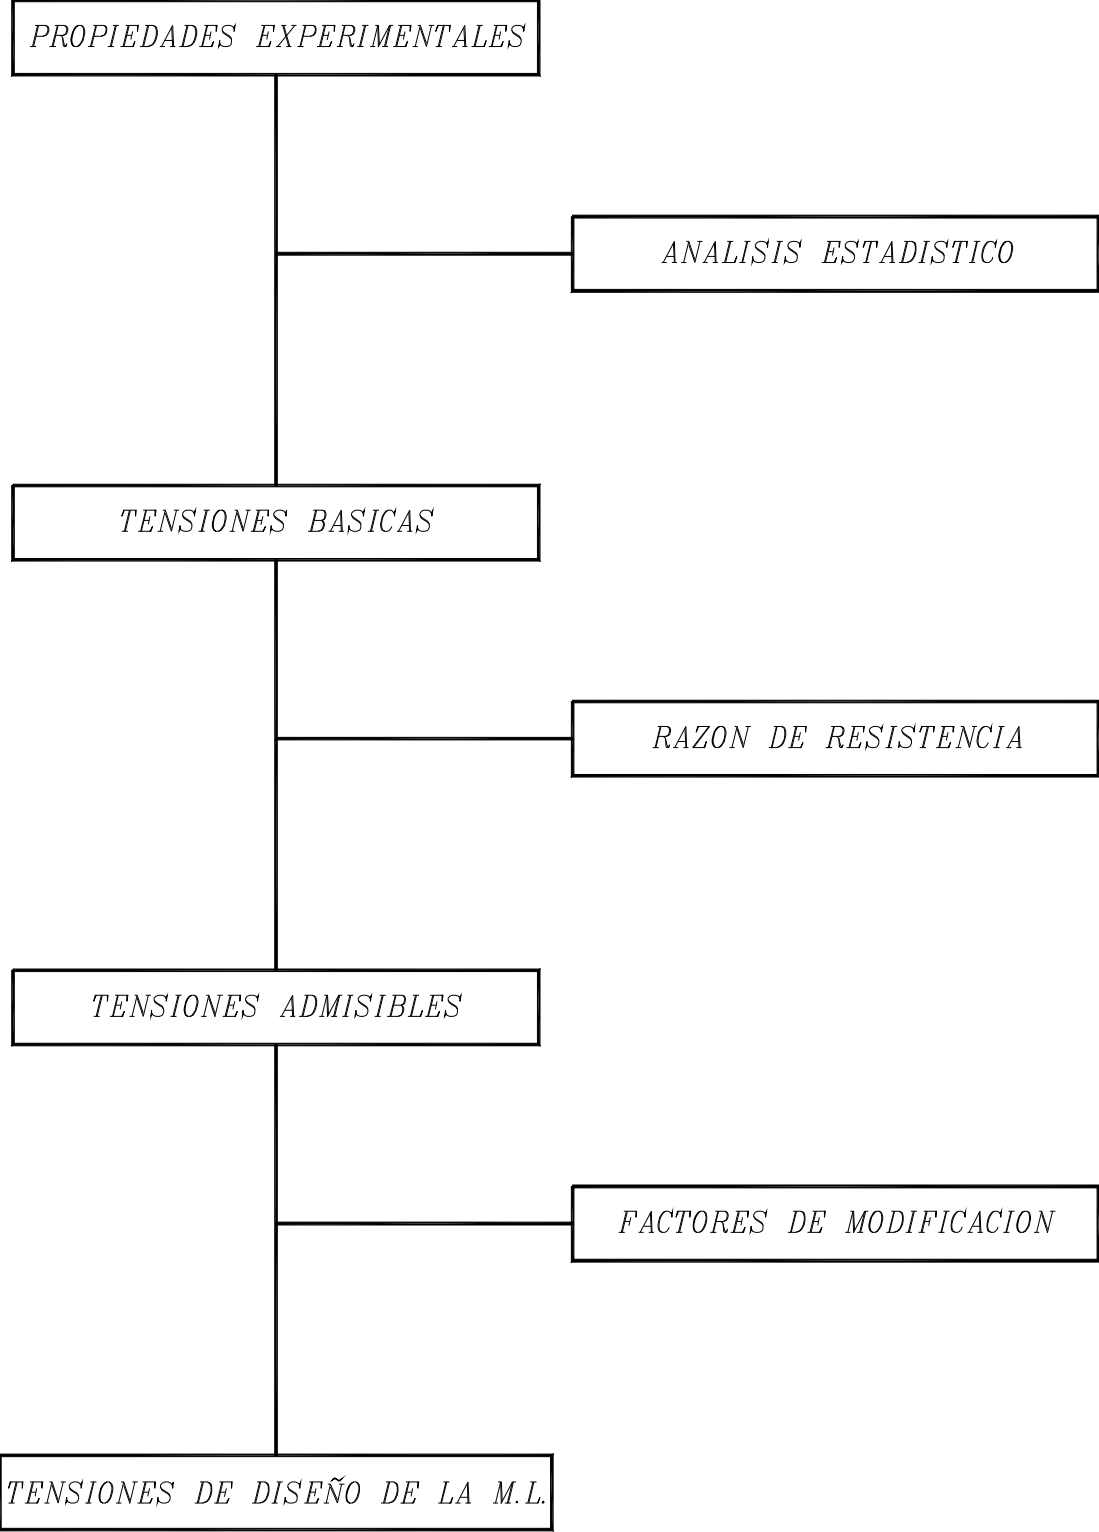 PROPIEDADES EXPERIMENTALES
ANALISIS ESTADISTICO
TENSIONES BASICAS
RAZON DE RESISTENCIA
TENSIONES ADMISIBLES
FACTORES DE MODIFICACION
TENSIONES DE DISEÑO DE LA M.L.